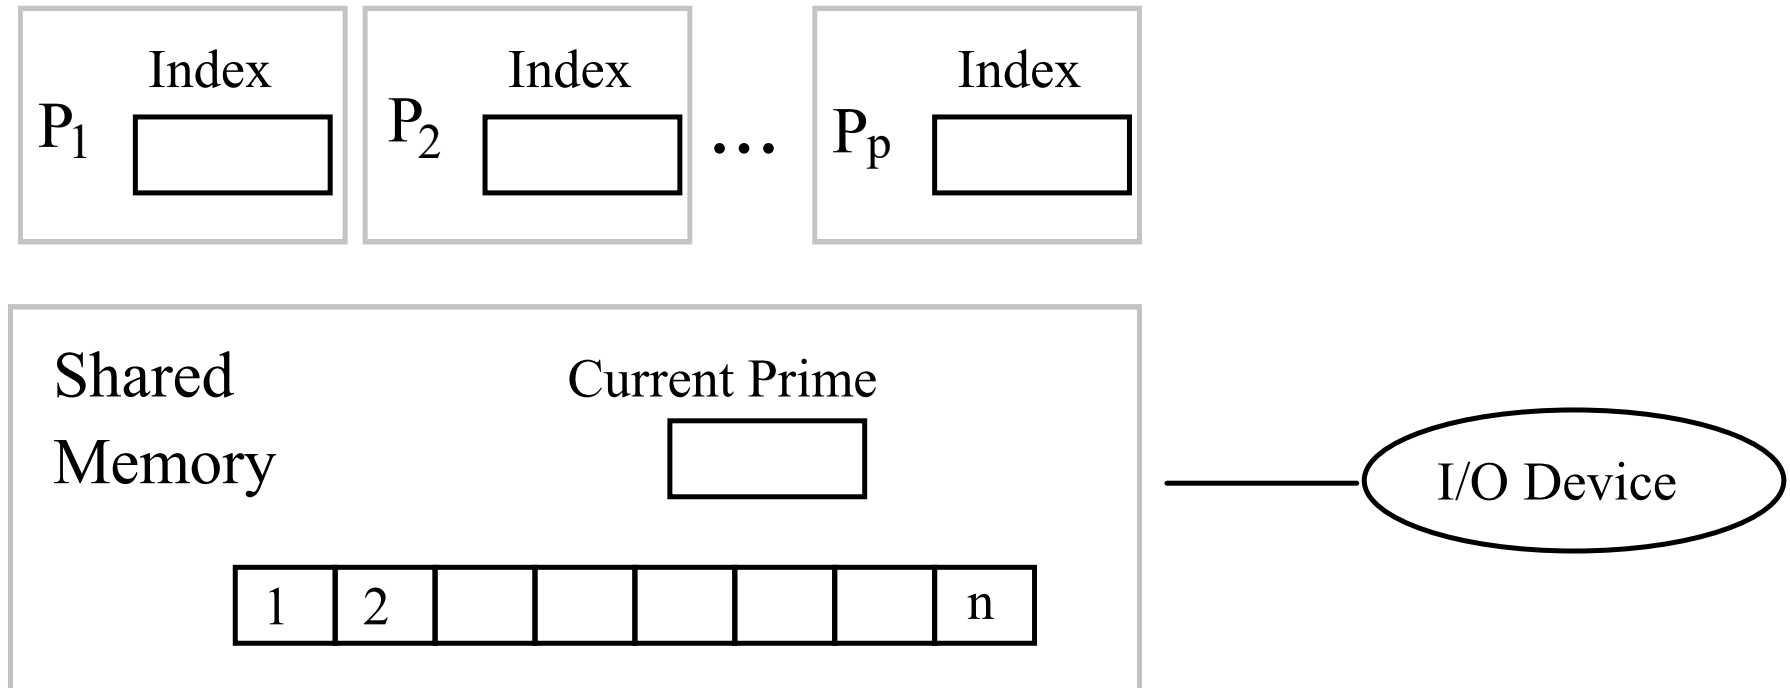 Index Index Index
P1 P2 ... Pp
Shared Current Prime
Memory
I/O Device
1 2 n